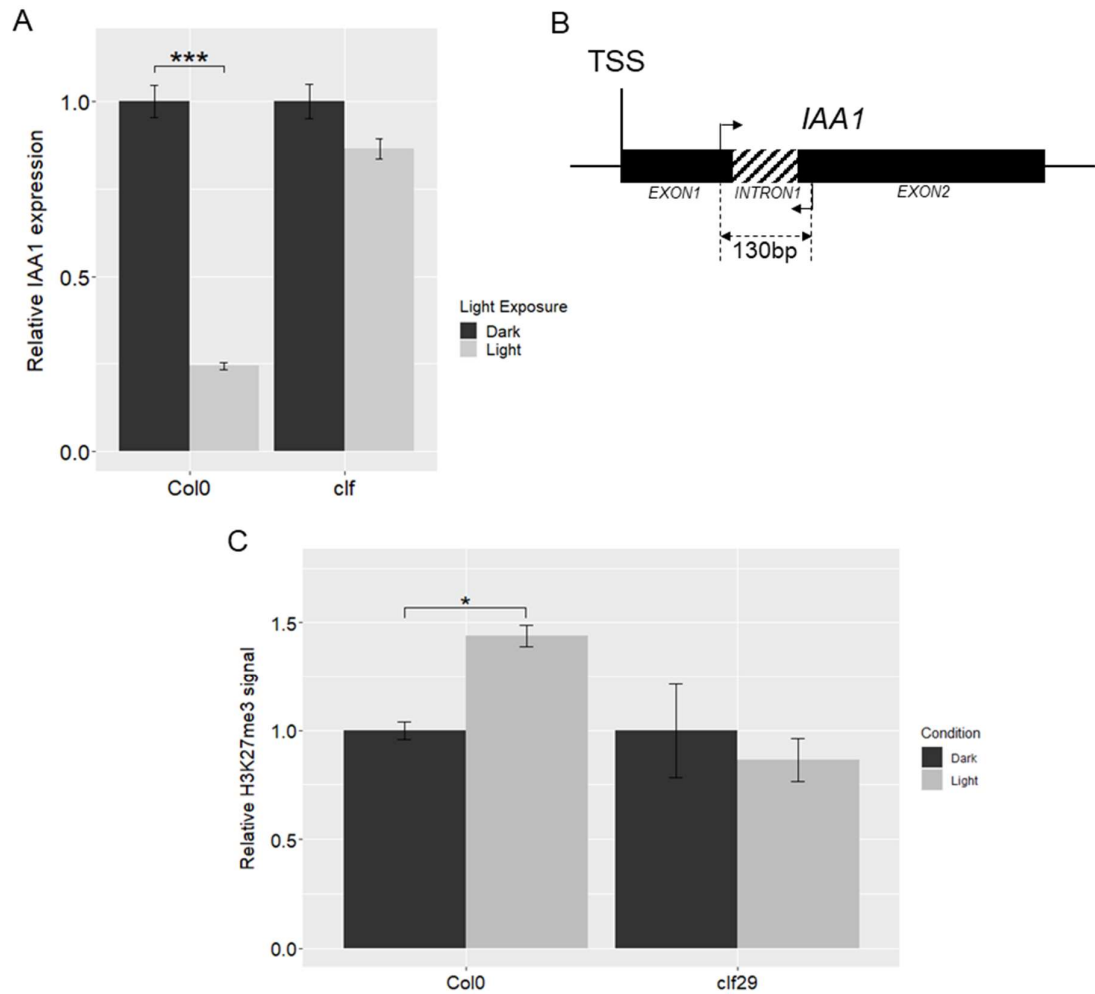 A
Relative IAA1 expression
1.0
0.5
0.0
***
Col0
clf
Light Exposure
Dark
Light
B
TSS
IAA1
EXON1
INTRON1
EXON2
130bp
C
Relative H3K27me3 signal
1.5
1.0
0.5
0.0
*
Col0
clf29
Condition
Dark
Light